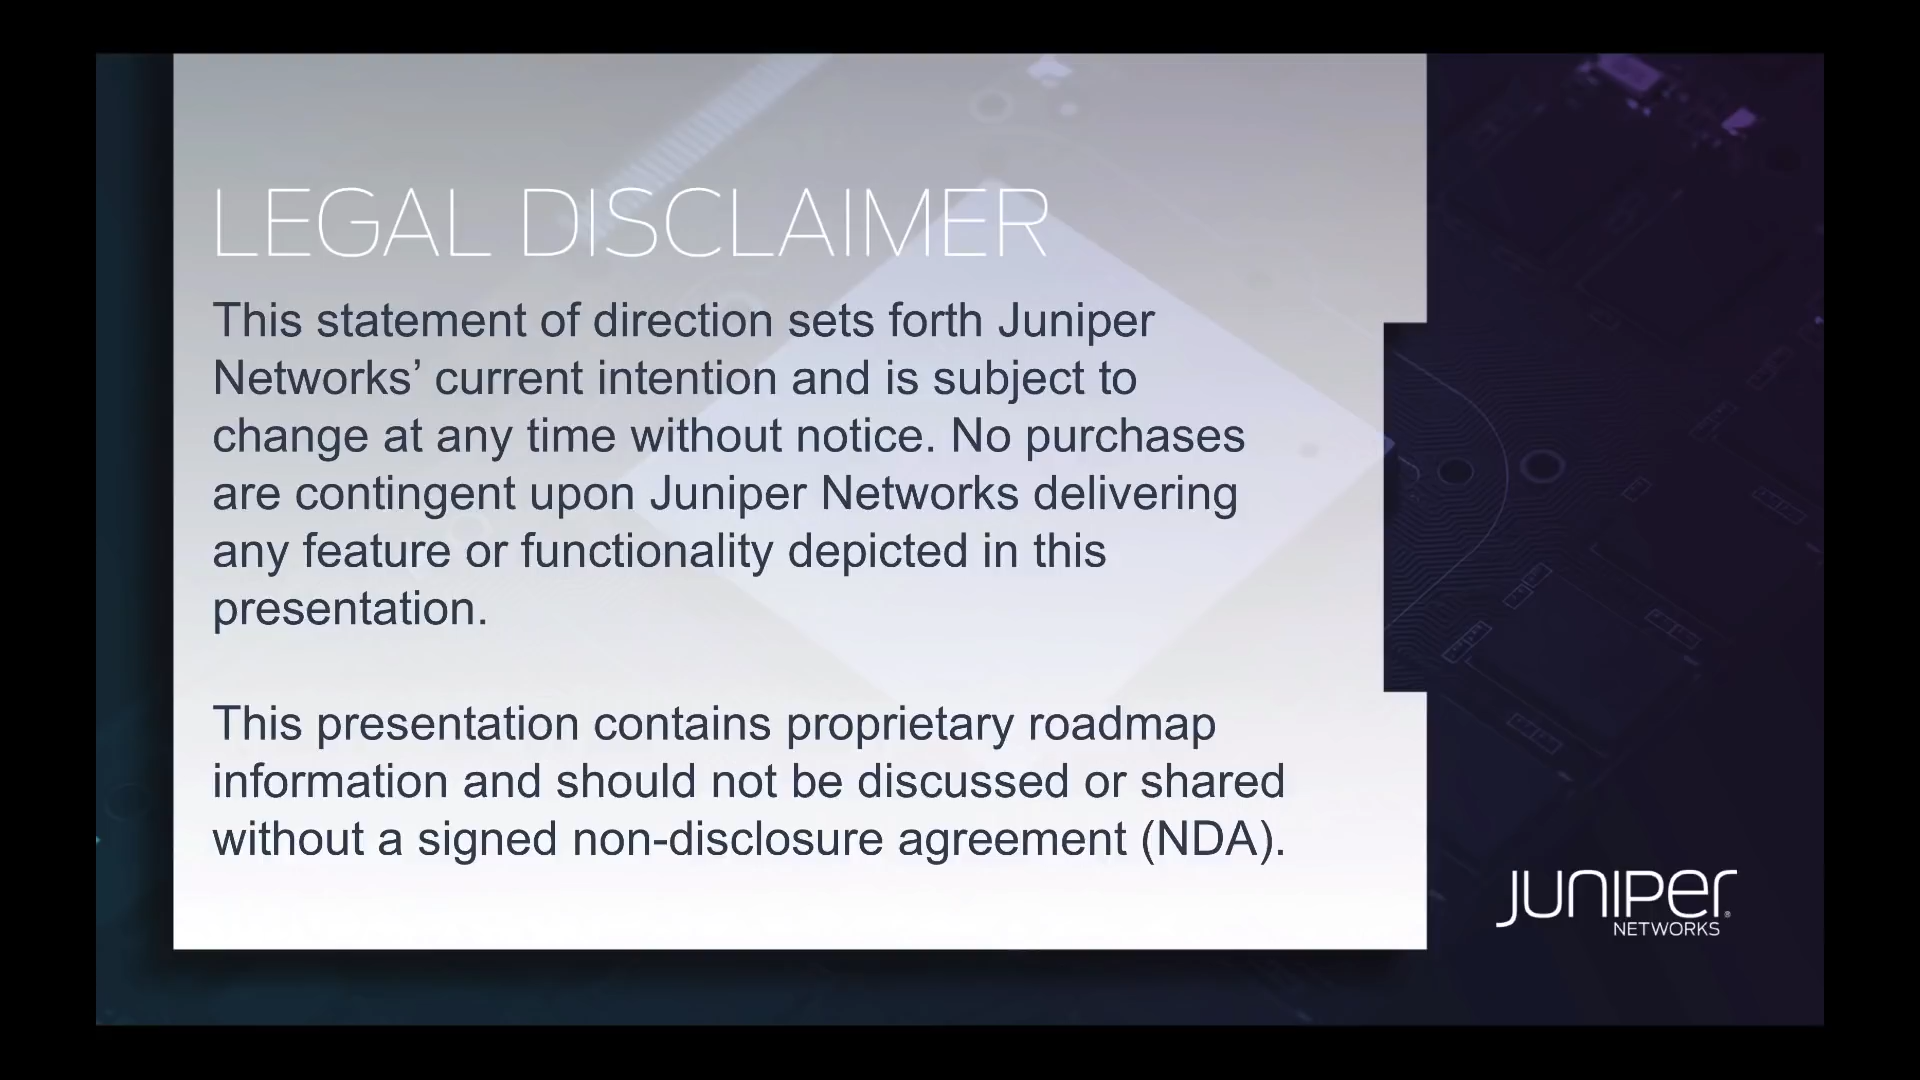 LEGAL DISCLAIMER
This statement of direction sets forth Juniper
Networks’ current intention and is subject to
change at any time without notice. No purchases
are contingent upon Juniper Networks delivering
any feature or functionality depicted in this
presentation.
This presentation contains proprietary roadmap
information and should not be discussed or shared
without a signed non-disclosure agreement (NDA).
JUNIPer®
NETWORKS